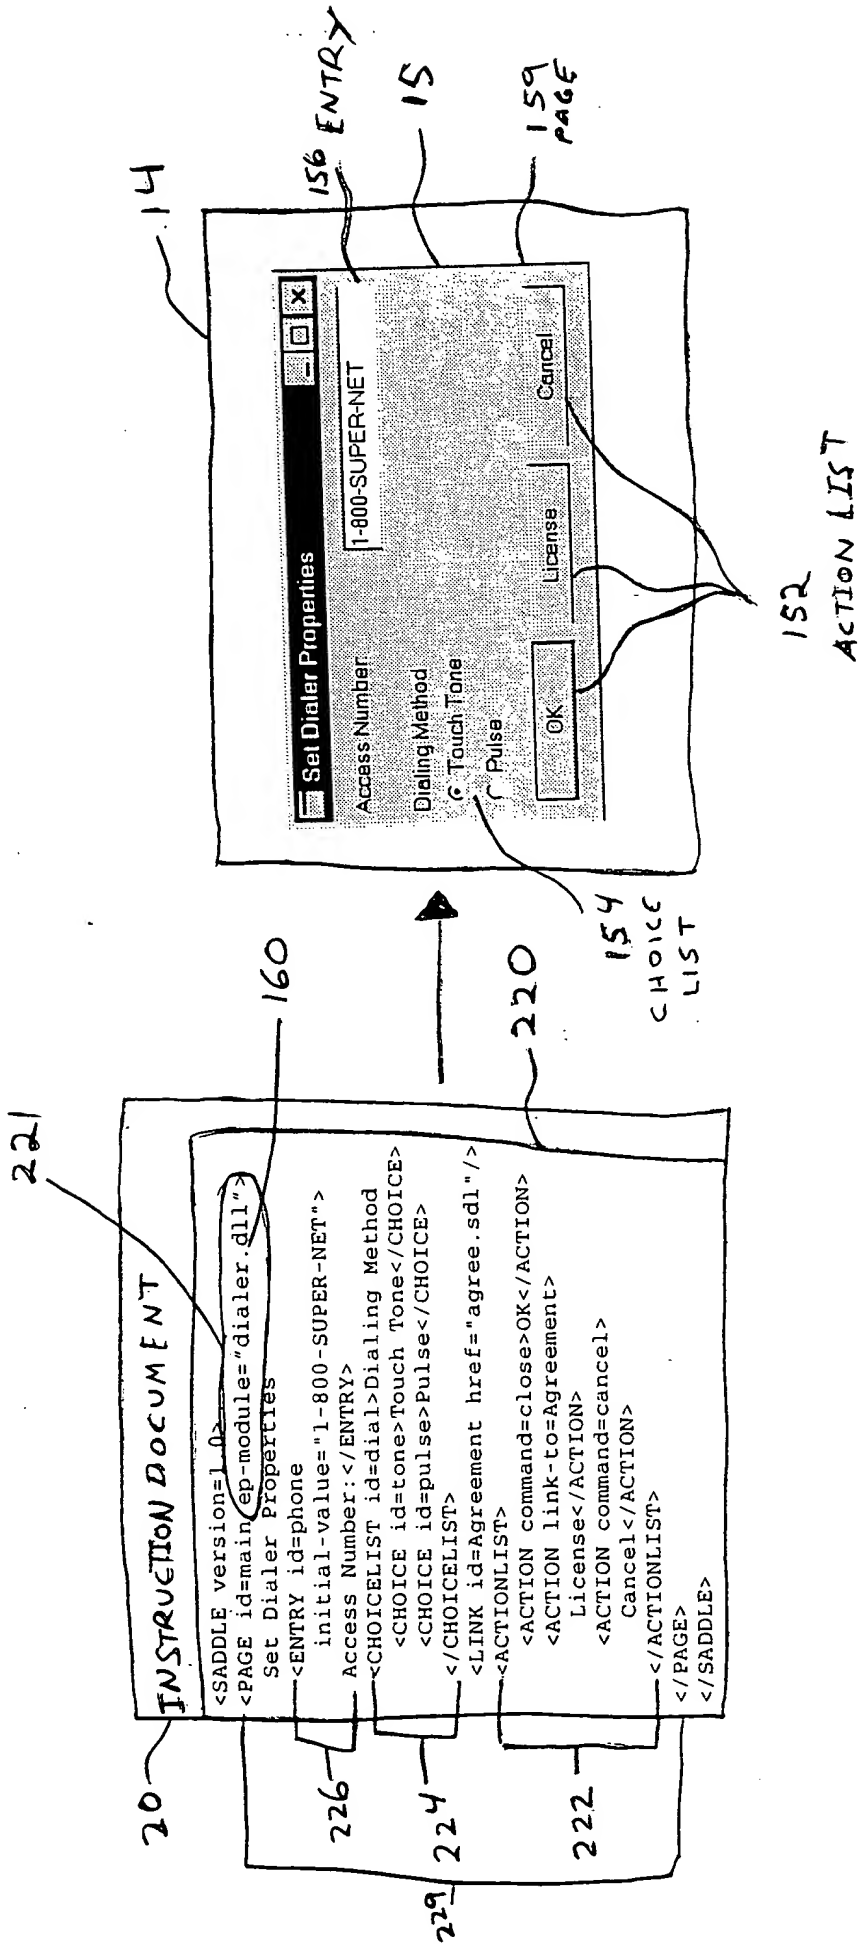 221
20
INSTRUCTION DOCUMENT
<SADDLE version=1.0>
<PAGE id=main ep-module="dialer.dll">
Set Dialer Properties
<ENTRY id=phone
initial-value="1-800-SUPER-NET">
Access Number:</ENTRY>
<CHOICELIST id=dial>Dialing Method
<CHOICE id=tone>Touch Tone</CHOICE>
<CHOICE id=pulse>Pulse</CHOICE>
</CHOICELIST>
<LINK id=Agreement href="agree.sdl"/>
<ACTIONLIST>
<ACTION command=close>OK</ACTION>
<ACTION link-to=Agreement>
License</ACTION>
<ACTION command=cancel>
Cancel</ACTION>
</ACTIONLIST>
</PAGE>
</SADDLE>
160
220
226
224
222
229
14
Set Dialer Properties
Access Number:
1-800-SUPER-NET
Dialing Method
Touch Tone
Pulse
OK
License
Cancel
156 ENTRY
15
159
PAGE
154
CHOICE
LIST
152
ACTION LIST